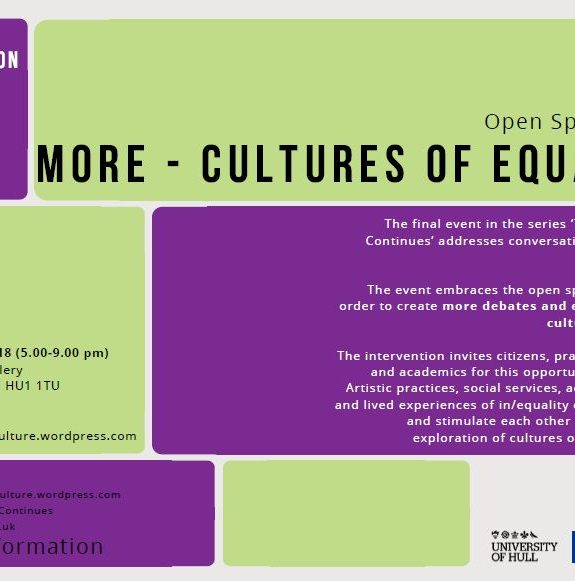 ON
Open Sp
MORE - CULTURES OF EQUA
The final event in the series ‘
Continues’ addresses conversati
The event embraces the open sp
order to create more debates and e
cult
The intervention invites citizens, pra
and academics for this opportu
Artistic practices, social services, a
and lived experiences of in/equality
and stimulate each other
exploration of cultures o
18 (5.00-9.00 pm)
lery
HU1 1TU
ulture.wordpress.com
ulture.wordpress.com
Continues
.uk
formation
UNIVERSITY
OF HULL